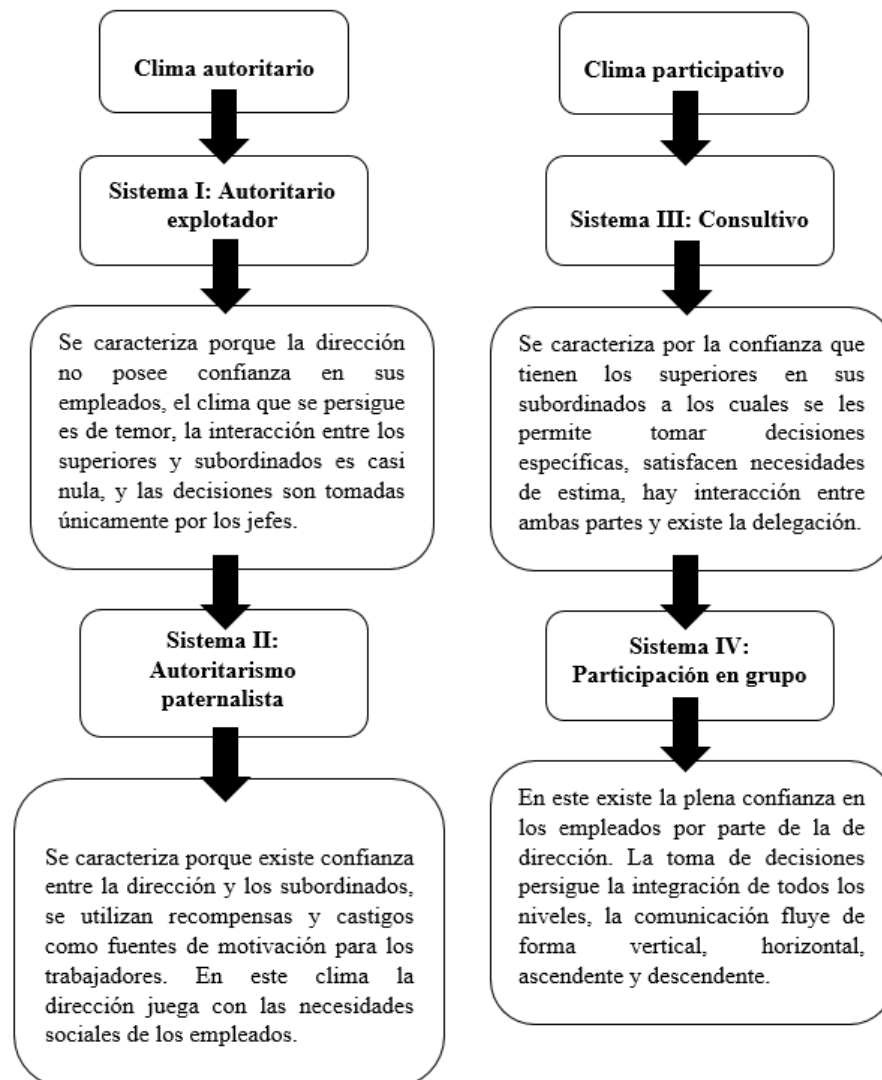 Clima autoritario
Sistema I: Autoritario
explotador
Se caracteriza porque la dirección
no posee confianza en sus
empleados, el clima que se persigue
es de temor, la interacción entre los
superiores y subordinados es casi
nula, y las decisiones son tomadas
únicamente por los jefes.
Sistema II:
Autoritarismo
paternalista
Se caracteriza porque existe confianza
entre la dirección y los subordinados,
se utilizan recompensas y castigos
como fuentes de motivación para los
trabajadores. En este clima la
dirección juega con las necesidades
sociales de los empleados.
Clima participativo
Sistema III: Consultivo
Se caracteriza por la confianza que
tienen los superiores en sus
subordinados a los cuales se les
permite tomar decisiones
específicas, satisfacen necesidades
de estima, hay interacción entre
ambas partes y existe la delegación.
Sistema IV:
Participación en grupo
En este existe la plena confianza en
los empleados por parte de la de
dirección. La toma de decisiones
persigue la integración de todos los
niveles, la comunicación fluye de
forma vertical, horizontal,
ascendente y descendente.